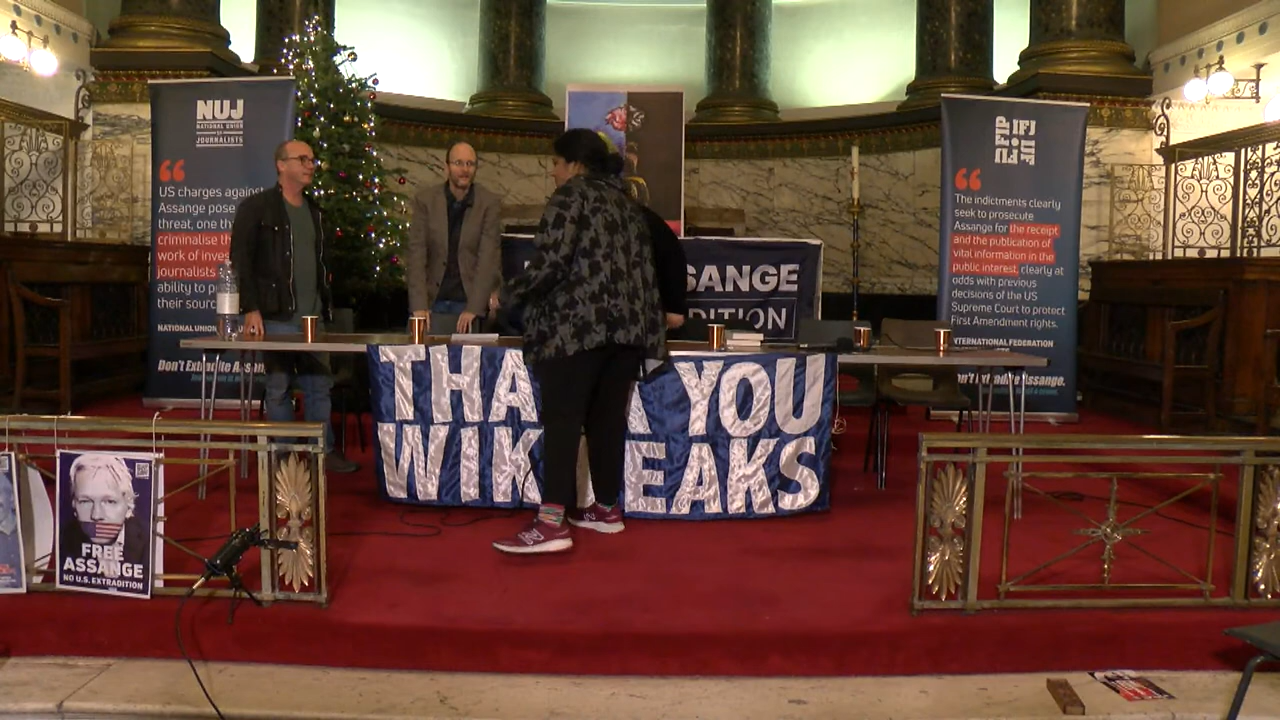 NUJ
NATIONAL UNION
OF
JOURNALISTS
US charges against
Assange pose
threat, one th
criminalise th
work of inves
journalists
ability to p
their sourc
NATIONAL UNION
Don't Extradite Assan
SANGE
DITION
IFJ
FIP
The indictments clearly
seek to prosecute
Assange for the receipt
and the publication of
vital information in the
public interest, clearly at
odds with previous
decisions of the US
Supreme Court to protect
First Amendment rights.
INTERNATIONAL FEDERATION
Don't Extradite Assange.
THA YOU
WIK EAKS
FREE
ASSANGE
NO U.S. EXTRADITION